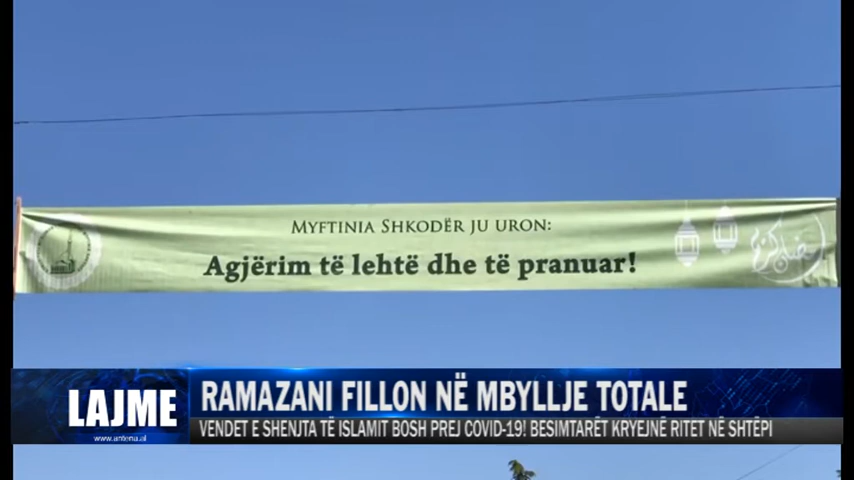 MYFTINIA SHKODËR JU URON:
Agjërim të lehtë dhe të pranuar!
LAJME
www.antena.al
RAMAZANI FILLON NË MBYLLJE TOTALE
VENDET E SHENJTA TË ISLAMIT BOSH PREJ COVID-19! BESIMTARËT KRYEJNË RITET NË SHTËPI